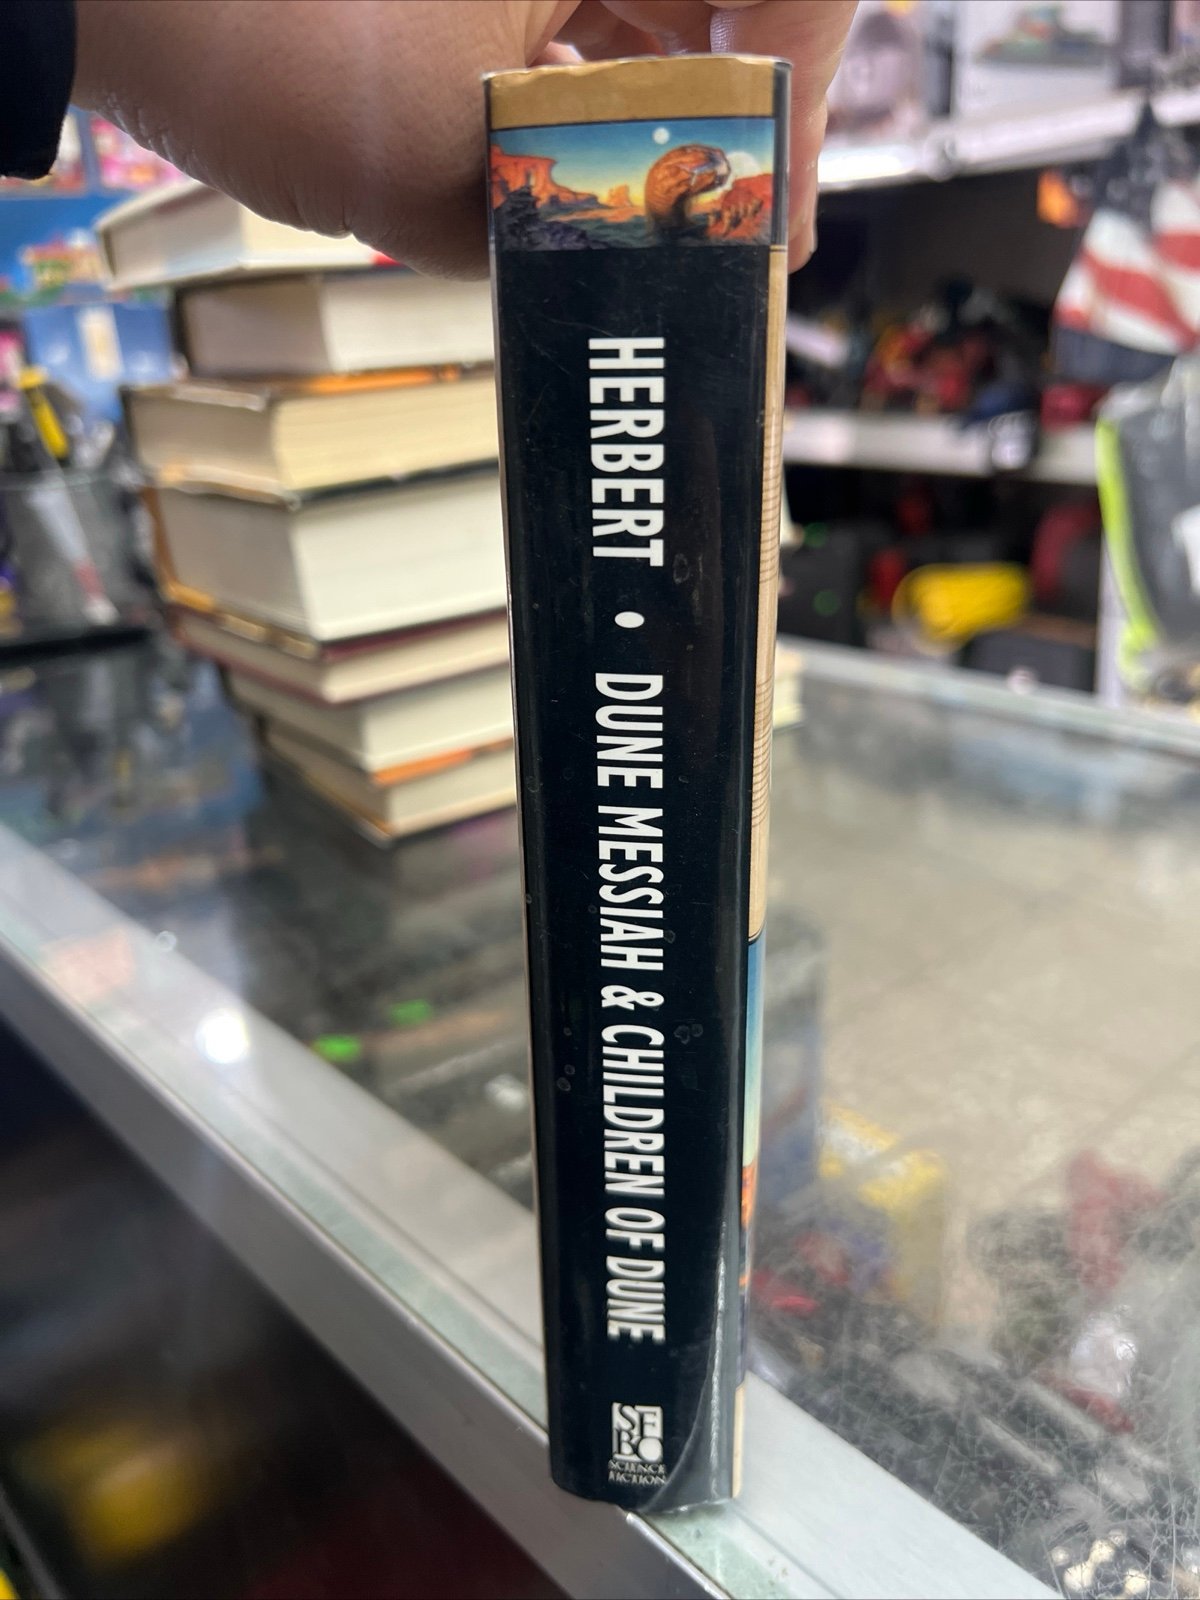 HERBERT • DUNE MESSIAH & CHILDREN OF DUNE
SF
BC
SCIENCE
FICTION